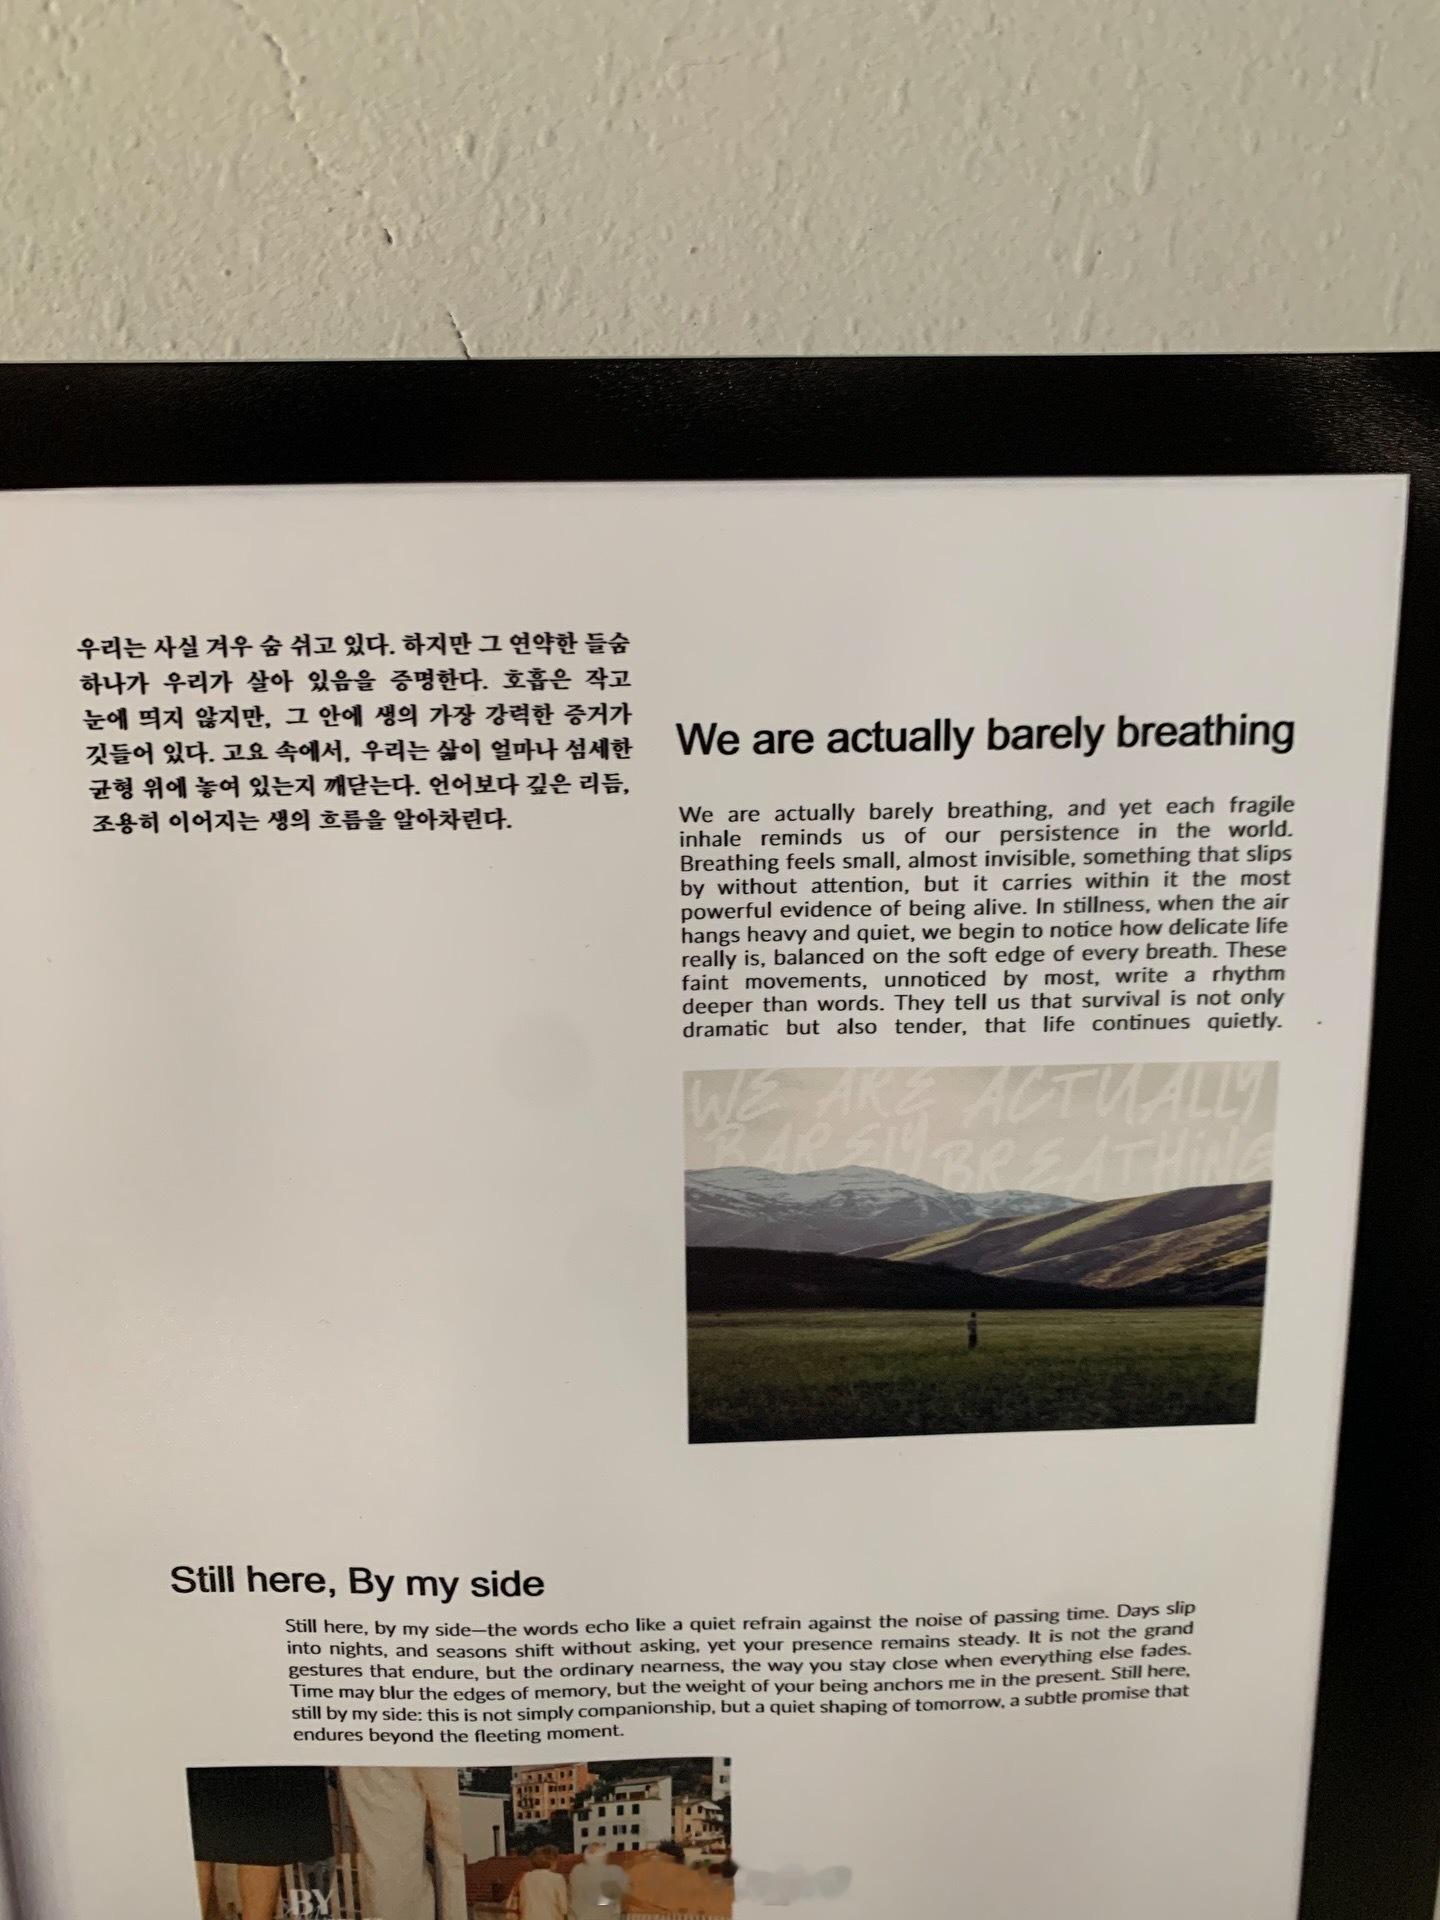 우리는 사실 겨우 숨 쉬고 있다. 하지만 그 연약한 들숨
하나가 우리가 살아 있음을 증명한다. 호흡은 작고
눈에 띄지 않지만, 그 안에 생의 가장 강력한 증거가
깃들어 있다. 고요 속에서, 우리는 삶이 얼마나 섬세한
균형 위에 놓여 있는지 깨닫는다. 언어보다 깊은 리듬,
조용히 이어지는 생의 흐름을 알아차린다.
We are actually barely breathing
We are actually barely breathing, and yet each fragile
inhale reminds us of our persistence in the world.
Breathing feels small, almost invisible, something that slips
by without attention, but it carries within it the most
powerful evidence of being alive. In stillness, when the air
hangs heavy and quiet, we begin to notice how delicate life
really is, balanced on the soft edge of every breath. These
faint movements, unnoticed by most, write a rhythm
deeper than words. They tell us that survival is not only
dramatic but also tender, that life continues quietly.
WE ARE ACTUALLY
BARElY BREATHiNG
Still here, By my side
Still here, by my side—the words echo like a quiet refrain against the noise of passing time. Days slip
into nights, and seasons shift without asking, yet your presence remains steady. It is not the grand
gestures that endure, but the ordinary nearness, the way you stay close when everything else fades.
Time may blur the edges of memory, but the weight of your being anchors me in the present. Still here,
still by my side: this is not simply companionship, but a quiet shaping of tomorrow, a subtle promise that
endures beyond the fleeting moment.
BY